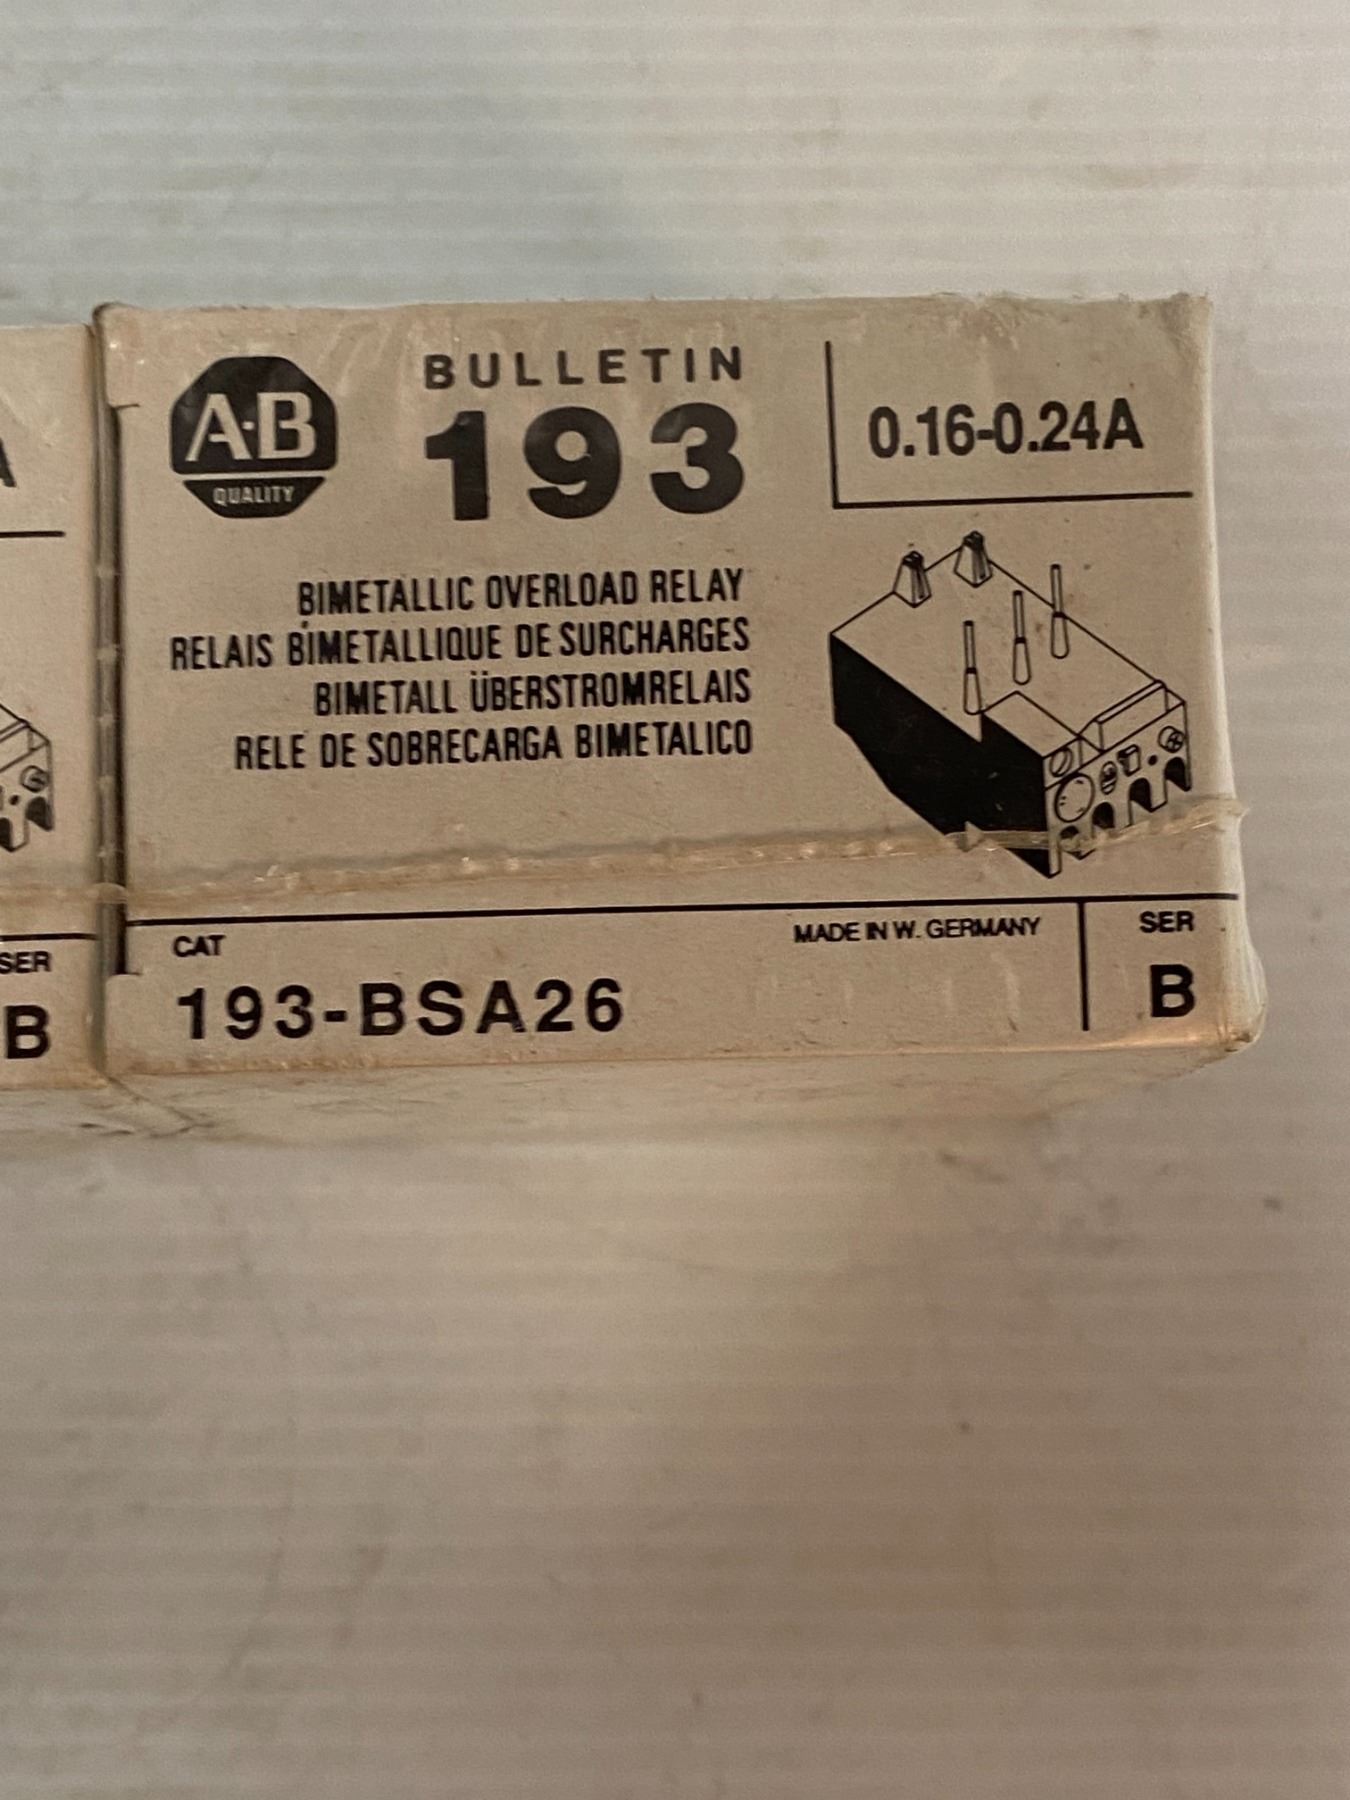 A·B
QUALITY
BULLETIN
193
0.16-0.24A
BIMETALLIC OVERLOAD RELAY
RELAIS BIMETALLIQUE DE SURCHARGES
BIMETALL ÜBERSTROMRELAIS
RELE DE SOBRECARGA BIMETALICO
CAT
MADE IN W. GERMANY
SER
193-BSA26
B
A
SER
B